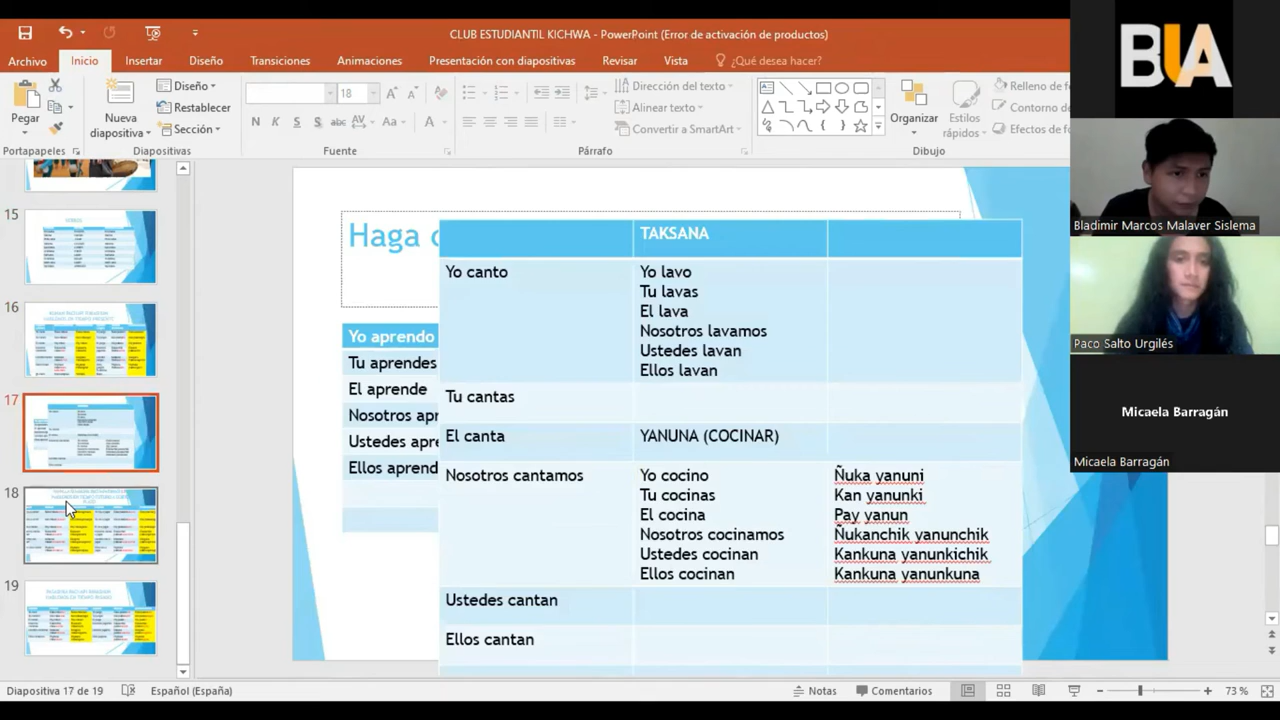 CLUB ESTUDIANTIL KICHWA - PowerPoint (Error de activación de productos)
Archivo
Inicio
Insertar
Diseño
Transiciones
Animaciones
Presentación con diapositivas
Revisar
Vista
¿Qué desea hacer?
Pegar
Portapapeles
Nueva
diapositiva
Diseño
Restablecer
Sección
Diapositivas
18
N K S S abc AV Aa A
Fuente
Dirección del texto
Alinear texto
Convertir a SmartArt
Párrafo
Organizar
Estilos
rápidos
Relleno de f
Contorno de
Efectos de fo
Dibujo
15
16
17
18
19
Haga c
Yo aprendo
Tu aprendes
El aprende
Nosotros apr
Ustedes apre
Ellos aprend
TAKSANA
Yo canto
Yo lavo
Tu lavas
El lava
Nosotros lavamos
Ustedes lavan
Ellos lavan
Tu cantas
El canta
YANUNA (COCINAR)
Nosotros cantamos
Yo cocino
Ñuka yanuni
Tu cocinas
Kan yanunki
El cocina
Pay yanun
Nosotros cocinamos
Ñukanchik yanunchik
Ustedes cocinan
Kankuna yanunkichik
Ellos cocinan
Kankuna yanunkuna
Ustedes cantan
Ellos cantan
BUA
Bladimir Marcos Malaver Sislema
Paco Salto Urgilés
Micaela Barragán
Micaela Barragán
Diapositiva 17 de 19
Español (España)
Notas
Comentarios
73 %